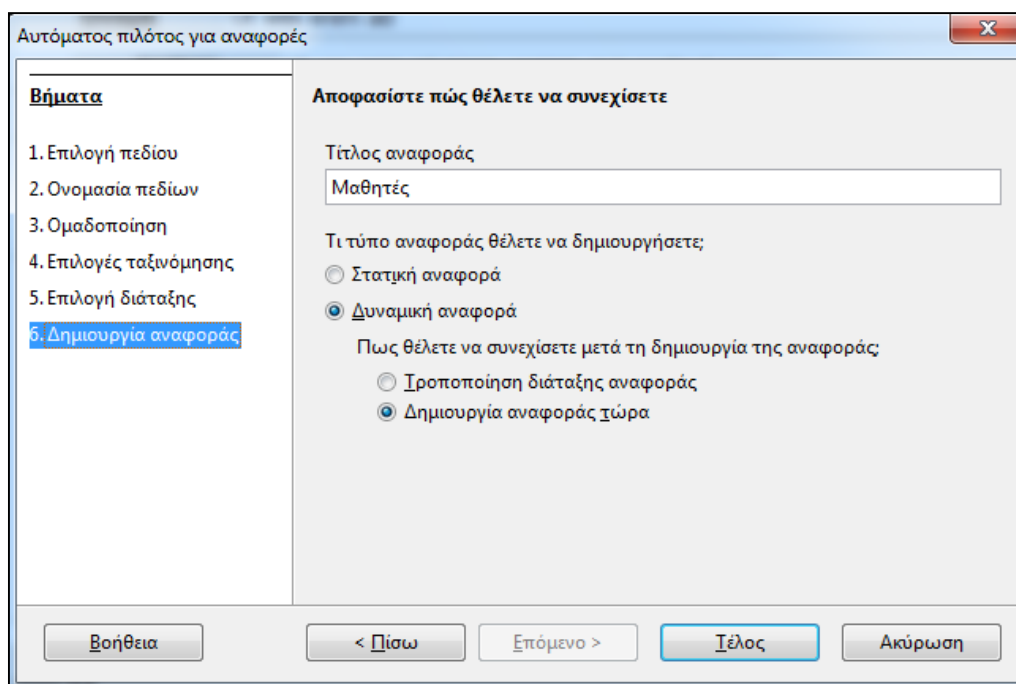 Αυτόματος πιλότος για αναφορές
Βήματα
1. Επιλογή πεδίου
2. Ονομασία πεδίων
3. Ομαδοποίηση
4. Επιλογές ταξινόμησης
5. Επιλογή διάταξης
6. Δημιουργία αναφοράς
Αποφασίστε πώς θέλετε να συνεχίσετε
Τίτλος αναφοράς
Μαθητές
Τι τύπο αναφοράς θέλετε να δημιουργήσετε;
Στατική αναφορά
Δυναμική αναφορά
Πως θέλετε να συνεχίσετε μετά τη δημιουργία της αναφοράς;
Τροποποίηση διάταξης αναφοράς
Δημιουργία αναφοράς τώρα
Βοήθεια
< Πίσω
Επόμενο >
Τέλος
Ακύρωση